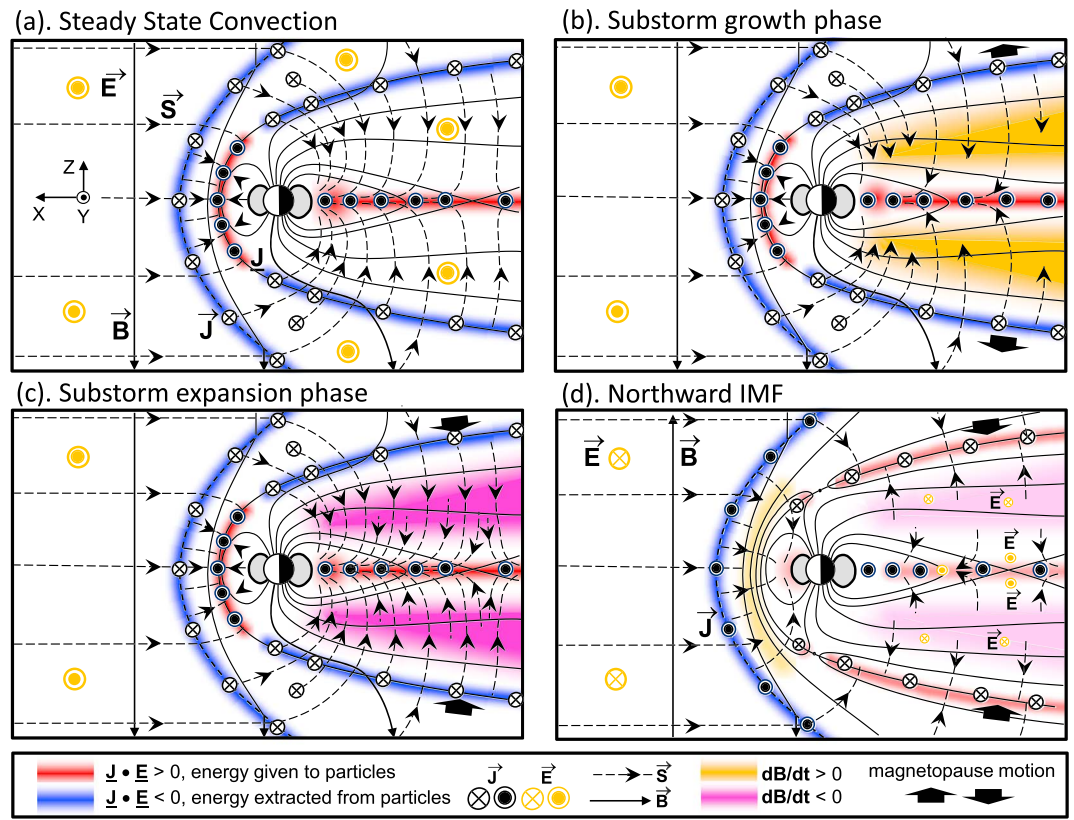 (a). Steady State Convection
(b). Substorm growth phase
E
S
Z
X
Y
J
B
J
(c). Substorm expansion phase
(d). Northward IMF
E
B
E
E
J
E
E
J • E > 0, energy given to particles
J • E < 0, energy extracted from particles
J
E
S
B
dB/dt > 0
dB/dt < 0
magnetopause motion